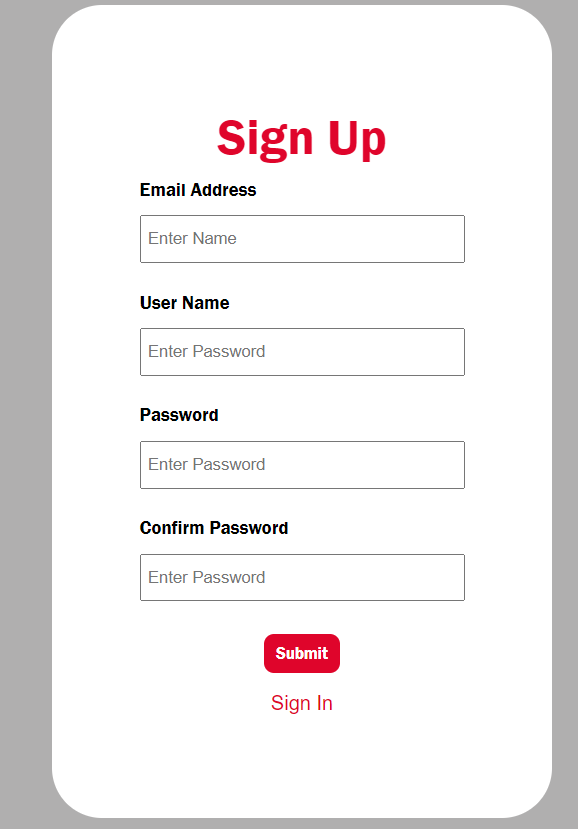 Sign Up
Email Address
Enter Name
User Name
Enter Password
Password
Enter Password
Confirm Password
Enter Password
Submit
Sign In